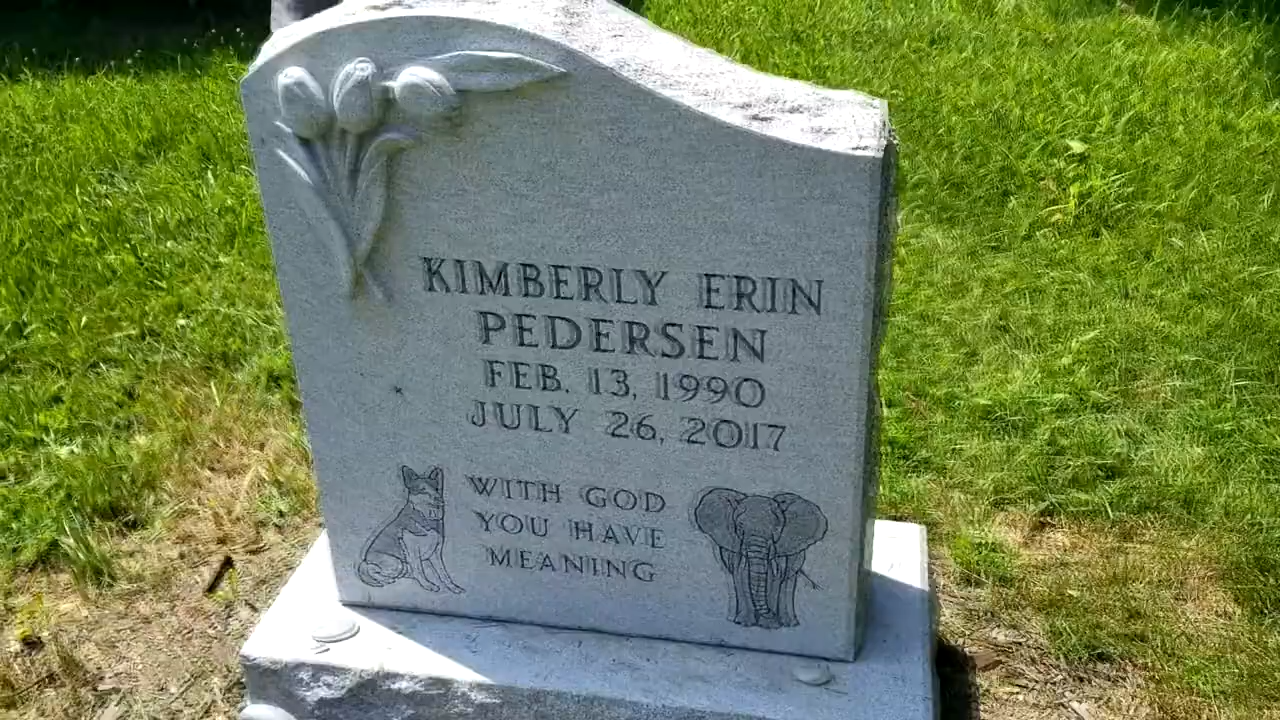 KIMBERLY ERIN
PEDERSEN
FEB. 13, 1990
JULY 26, 2017
WITH GOD
YOU HAVE
MEANING